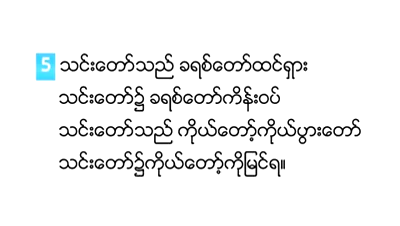 5 သင်းတော်သည် ခရစ်တော်ထင်ရှား
သင်းတော်၌ ခရစ်တော်ကိန်းဝပ်
သင်းတော်သည် ကိုယ်တော့်ကိုယ်ပွားတော်
သင်းတော်၌ကိုယ်တော့်ကိုမြင်ရ။